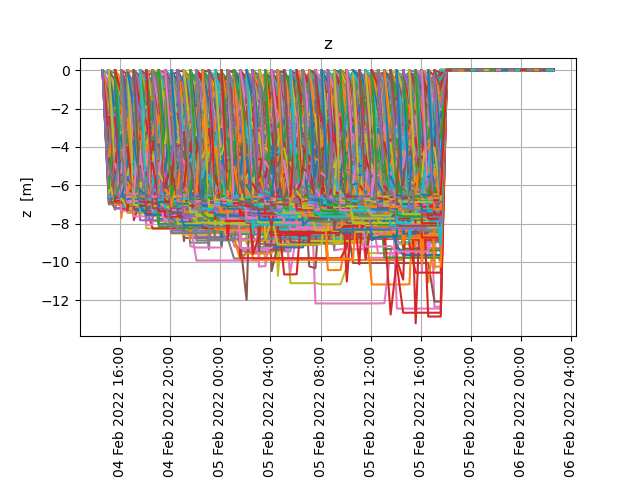 z
0
−2
−4
−6
−8
−10
−12
z [m]
04 Feb 2022 16:00
04 Feb 2022 20:00
05 Feb 2022 00:00
05 Feb 2022 04:00
05 Feb 2022 08:00
05 Feb 2022 12:00
05 Feb 2022 16:00
05 Feb 2022 20:00
06 Feb 2022 00:00
06 Feb 2022 04:00